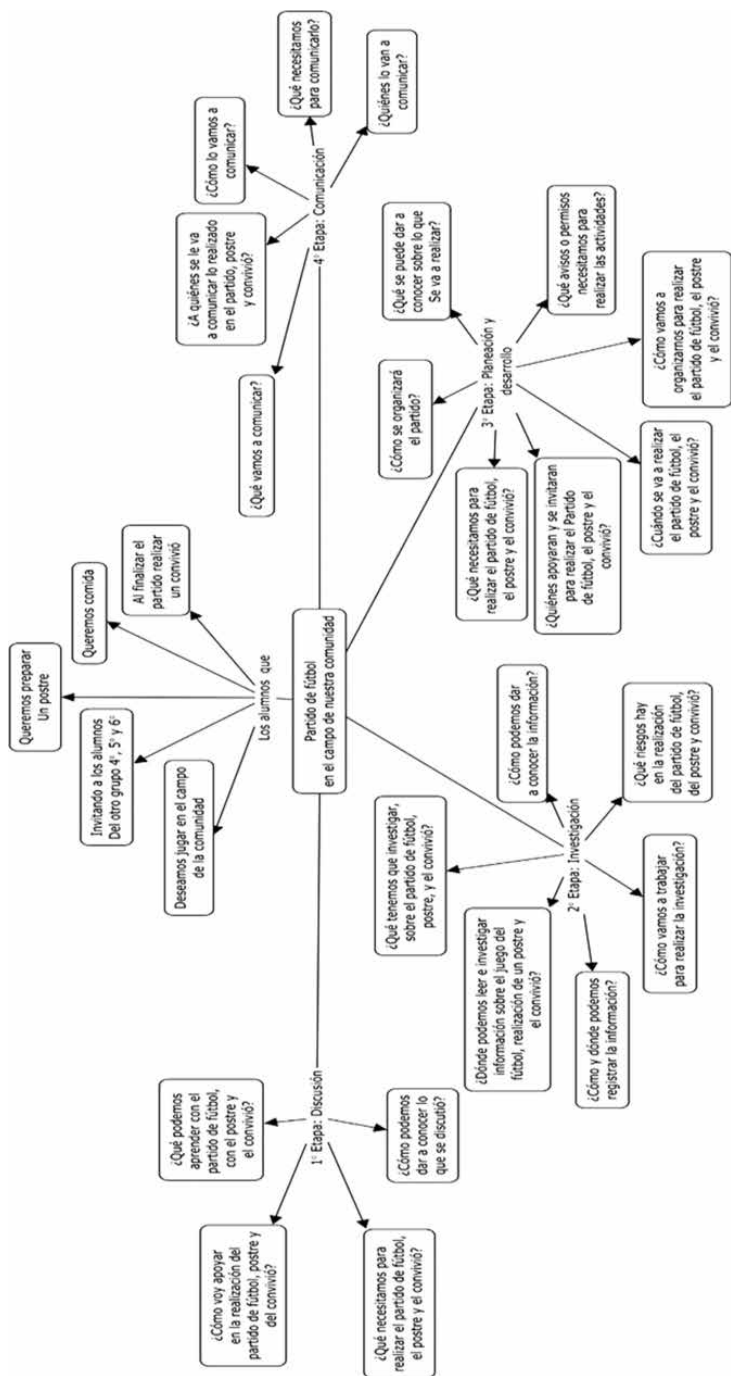 Queremos preparar
Un postre
Queremos comida
Invitando a los alumnos
Del otro grupo 4°, 5° y 6°
Al finalizar el
partido realizar
un convivió
Deseamos jugar en el campo
de la comunidad
Los alumnos que
Partido de fútbol
en el campo de nuestra comunidad
¿Qué podemos
aprender con el
partido de fútbol,
con el postre y
el convivió?
¿Cómo voy apoyar
en la realización del
partido de fútbol, postre y
del convivió?
1° Etapa: Discusión
¿Qué necesitamos para
realizar el partido de fútbol,
el postre y el convivió?
¿Cómo podemos
dar a conocer lo
que se discutió?
¿Qué tenemos que investigar,
sobre el partido de fútbol,
postre, y el convivió?
¿Cómo podemos dar
a conocer la información?
¿Dónde podemos leer e investigar
información sobre el juego del
fútbol, realización de un postre y
el convivió?
2° Etapa: Investigación
¿Cómo y dónde podemos
registrar la información?
¿Cómo vamos a trabajar
para realizar la investigación?
¿Qué riesgos hay
en la realización
del partido de fútbol,
del postre y convivió?
¿Cómo se organizará
el partido?
¿Qué se puede dar a
conocer sobre lo que
Se va a realizar?
¿Qué necesitamos para
realizar el partido de fútbol,
el postre y el convivió?
3° Etapa: Planeación y
desarrollo
¿Quiénes apoyaran y se invitaran
para realizar el Partido
de fútbol, el postre y el
convivió?
¿Qué avisos o permisos
necesitamos para
realizar las actividades?
¿Cuándo se va a realizar
el partido de fútbol, el
postre y el convivió?
¿Cómo vamos a
organizarnos para realizar
el partido de fútbol, el postre
y el convivió?
¿Qué vamos a comunicar?
¿A quiénes se le va
a comunicar lo realizado
en el partido, postre
y convivió?
¿Cómo lo vamos a
comunicar?
¿Qué necesitamos
para comunicarlo?
4° Etapa: Comunicación
¿Quiénes lo van a
comunicar?